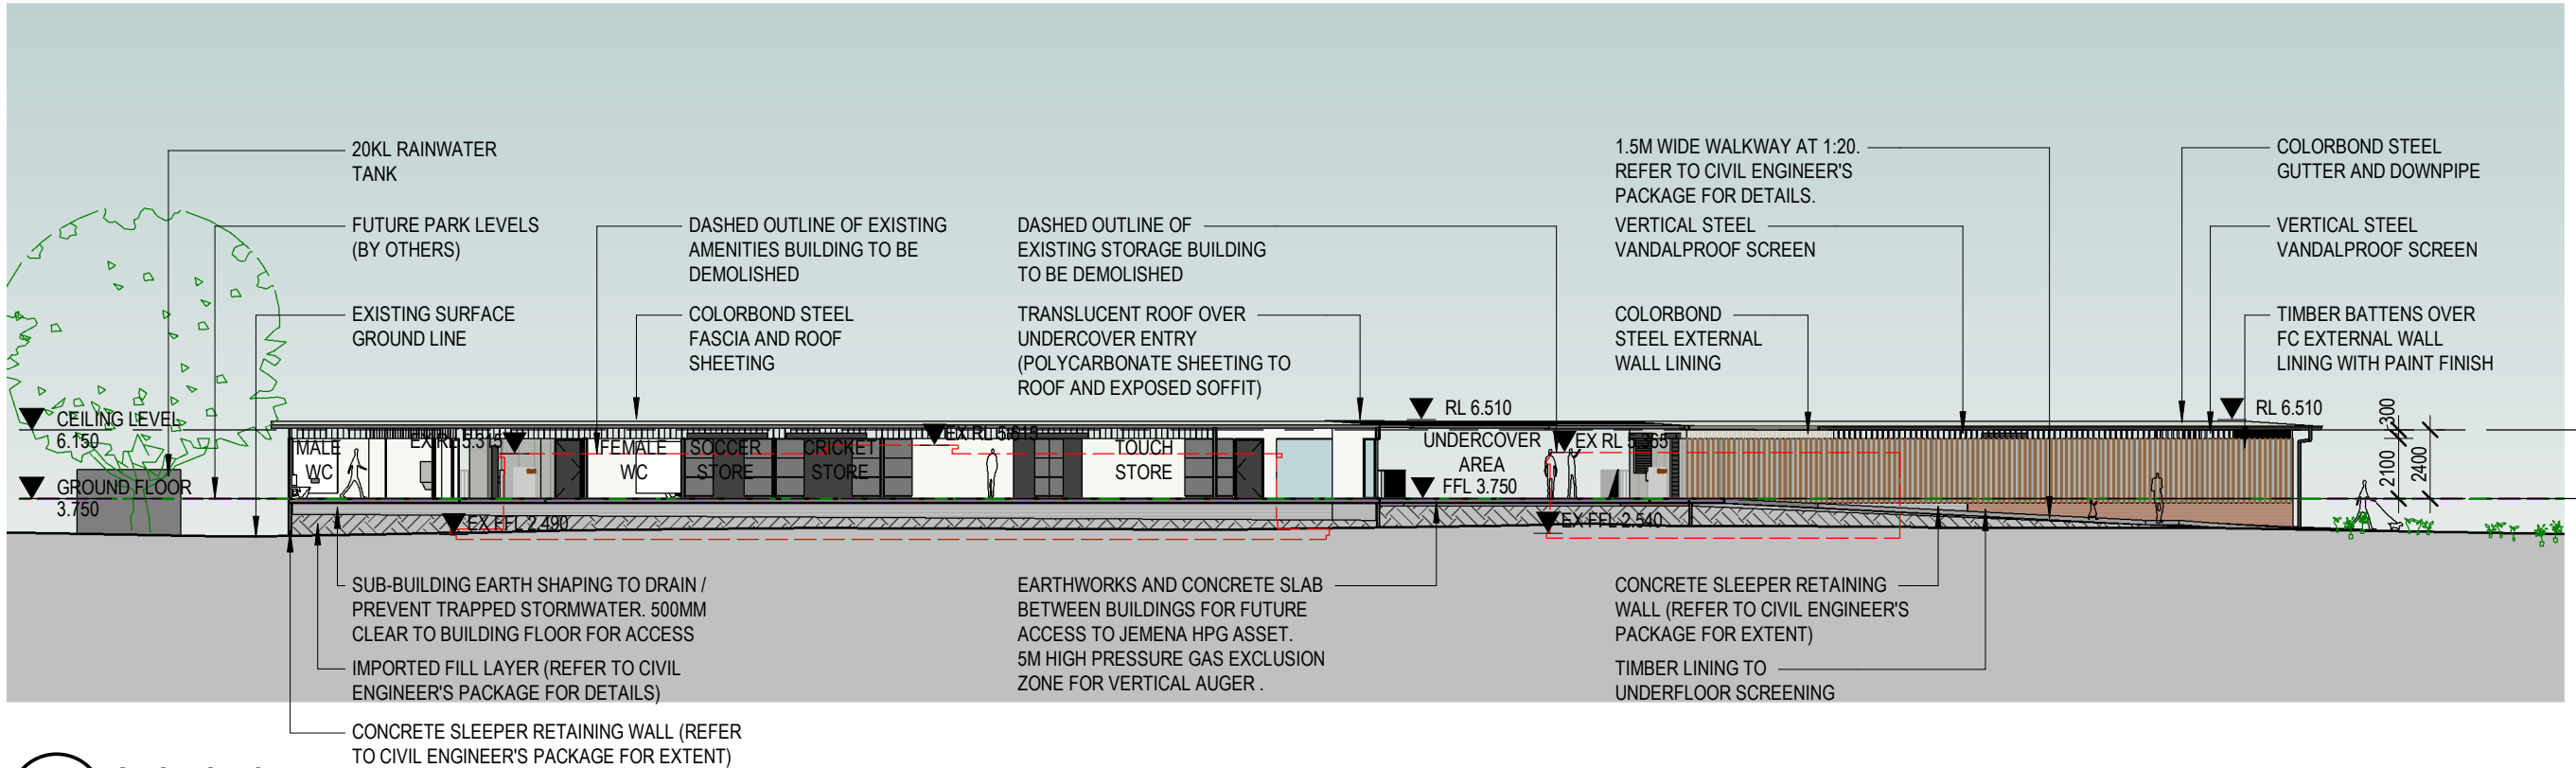 20KL RAINWATER
TANK
FUTURE PARK LEVELS
(BY OTHERS)
EXISTING SURFACE
GROUND LINE
DASHED OUTLINE OF EXISTING
AMENITIES BUILDING TO BE
DEMOLISHED
COLORBOND STEEL
FASCIA AND ROOF
SHEETING
DASHED OUTLINE OF
EXISTING STORAGE BUILDING
TO BE DEMOLISHED
TRANSLUCENT ROOF OVER
UNDERCOVER ENTRY
(POLYCARBONATE SHEETING TO
ROOF AND EXPOSED SOFFIT)
1.5M WIDE WALKWAY AT 1:20.
REFER TO CIVIL ENGINEER'S
PACKAGE FOR DETAILS.
VERTICAL STEEL
VANDALPROOF SCREEN
COLORBOND
STEEL EXTERNAL
WALL LINING
COLORBOND STEEL
GUTTER AND DOWNPIPE
VERTICAL STEEL
VANDALPROOF SCREEN
TIMBER BATTENS OVER
FC EXTERNAL WALL
LINING WITH PAINT FINISH
CEILING LEVEL
6.150
GROUND FLOOR
3.750
MALE
WC
EX RL 5.315
FEMALE
WC
SOCCER
STORE
CRICKET
STORE
EX RL 5.615
TOUCH
STORE
RL 6.510
UNDERCOVER
AREA
FFL 3.750
EX RL 5.365
RL 6.510
300
2100
2400
EX FFL 2.490
EX FFL 2.540
SUB-BUILDING EARTH SHAPING TO DRAIN /
PREVENT TRAPPED STORMWATER. 500MM
CLEAR TO BUILDING FLOOR FOR ACCESS
IMPORTED FILL LAYER (REFER TO CIVIL
ENGINEER'S PACKAGE FOR DETAILS)
CONCRETE SLEEPER RETAINING WALL (REFER
TO CIVIL ENGINEER'S PACKAGE FOR EXTENT)
EARTHWORKS AND CONCRETE SLAB
BETWEEN BUILDINGS FOR FUTURE
ACCESS TO JEMENA HPG ASSET.
5M HIGH PRESSURE GAS EXCLUSION
ZONE FOR VERTICAL AUGER .
CONCRETE SLEEPER RETAINING
WALL (REFER TO CIVIL ENGINEER'S
PACKAGE FOR EXTENT)
TIMBER LINING TO
UNDERFLOOR SCREENING